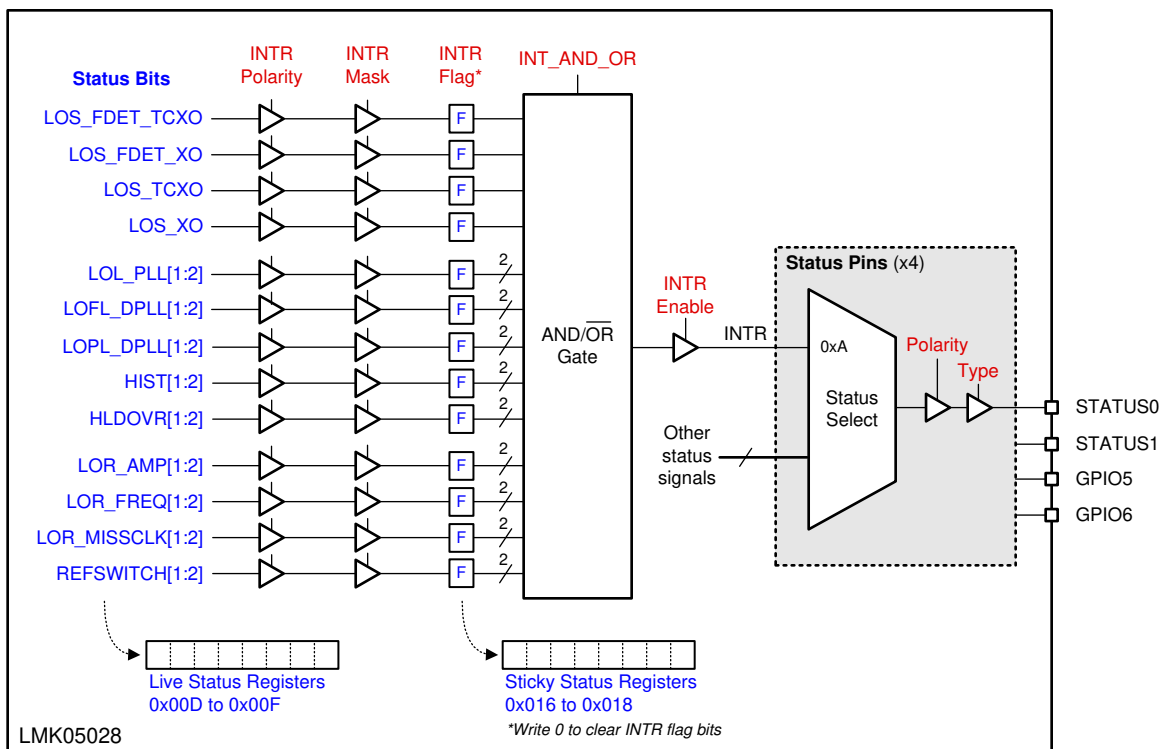 INTR
Polarity
INTR
Mask
INTR
Flag*
INT_AND_OR
Status Bits
LOS_FDET_TCXO
F
LOS_FDET_XO
F
LOS_TCXO
F
LOS_XO
F
LOL_PLL[1:2]
F
2
LOFL_DPLL[1:2]
F
2
LOPL_DPLL[1:2]
F
2
HIST[1:2]
F
2
HLDOVR[1:2]
F
2
LOR_AMP[1:2]
F
2
LOR_FREQ[1:2]
F
2
LOR_MISSCLK[1:2]
F
2
REFSWITCH[1:2]
F
2
AND/OR
Gate
INTR
Enable
INTR
Status Pins (x4)
0xA
Status
Select
Polarity
Type
Other
status
signals
STATUS0
STATUS1
GPIO5
GPIO6
Live Status Registers
0x00D to 0x00F
Sticky Status Registers
0x016 to 0x018
*Write 0 to clear INTR flag bits
LMK05028